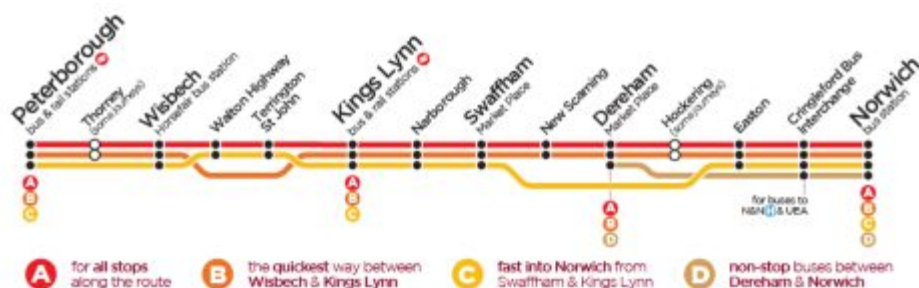 Peterborough
bus & rail stations
Thorney
(some journeys)
Wisbech
Horsefair bus station
Walton Highway
Terrington
St John
Kings Lynn
bus & rail stations
Narborough
Swaffham
Market Place
New Scarning
Dereham
Market Place
Hockering
(some journeys)
Easton
Cringleford Bus
Interchange
Norwich
bus station
A
B
C
A
B
C
A
D
for buses to
N&N H & UEA
A
B
C
D
A for all stops
along the route
B the quickest way between
Wisbech & Kings Lynn
C fast into Norwich from
Swaffham & Kings Lynn
D non-stop buses between
Dereham & Norwich